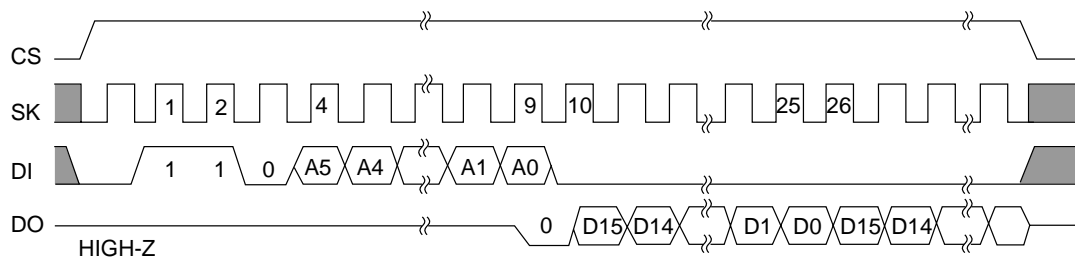 CS
SK 1 2 4 9 10 25 26
DI 1 1 0 A5 A4 A1 A0
DO 0 D15 D14 D1 D0 D15 D14
HIGH-Z